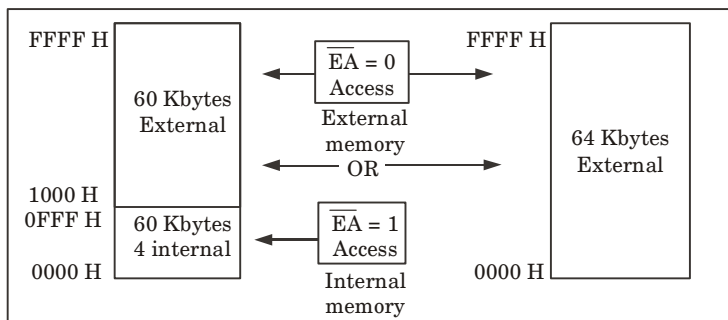 FFFF H
60 Kbytes
External
1000 H
0FFF H
60 Kbytes
4 internal
0000 H
EA = 0
Access
External
memory
OR
EA = 1
Access
Internal
memory
FFFF H
64 Kbytes
External
0000 H